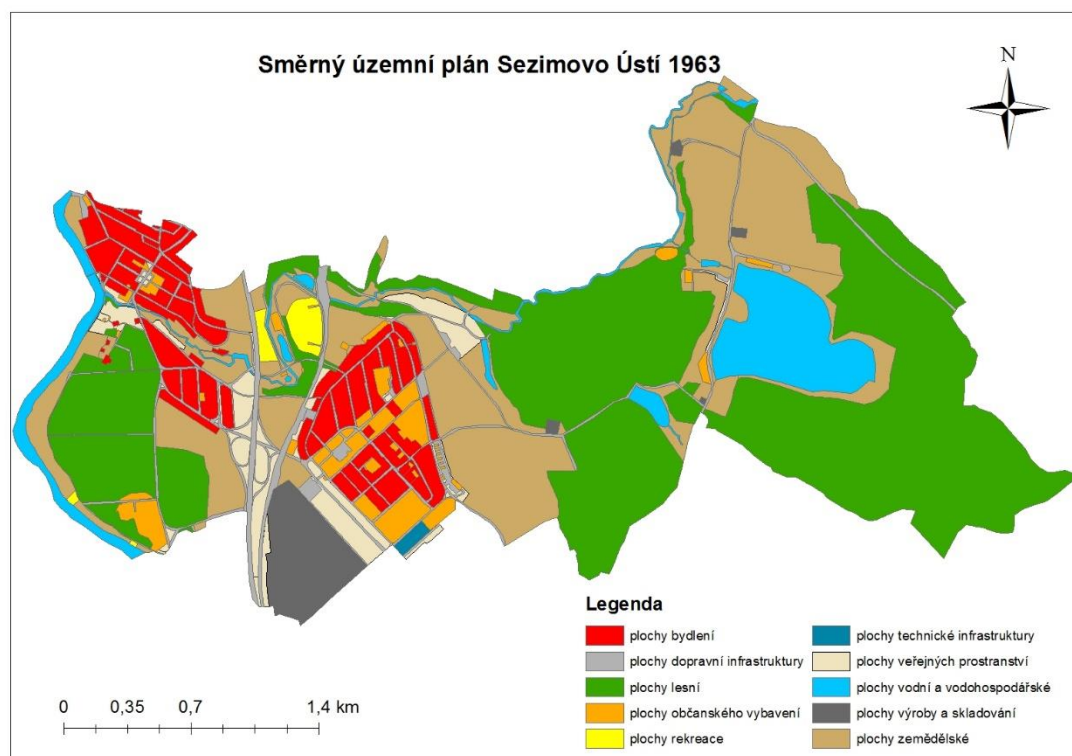 Směrný územní plán Sezimovo Ústí 1963
N
Legenda
plochy bydlení
plochy dopravní infrastruktury
plochy lesní
plochy občanského vybavení
plochy rekreace
plochy technické infrastruktury
plochy veřejných prostranství
plochy vodní a vodohospodářské
plochy výroby a skladování
plochy zemědělské
0 0,35 0,7 1,4 km